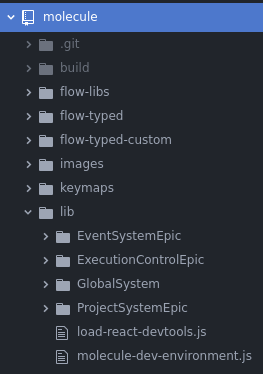 molecule
.git
build
flow-libs
flow-typed
flow-typed-custom
images
keymaps
lib
EventSystemEpic
ExecutionControlEpic
GlobalSystem
ProjectSystemEpic
load-react-devtools.js
molecule-dev-environment.js